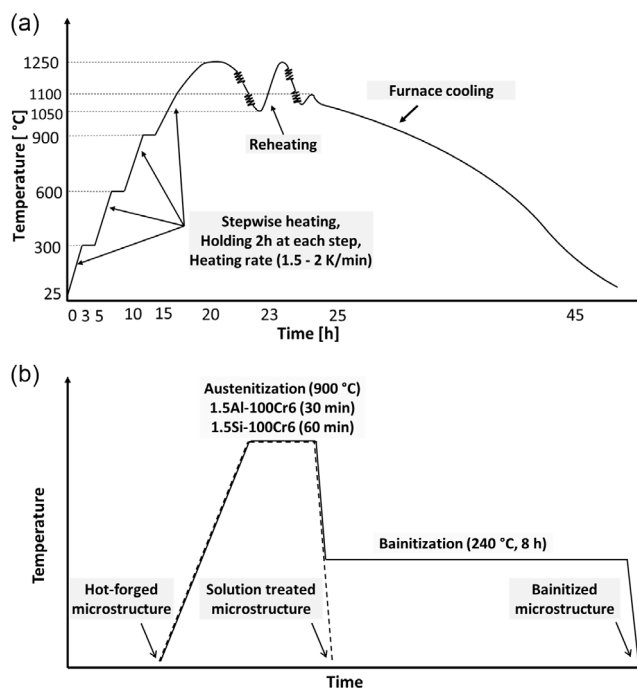 (a)
1250
1100
1050
900
600
300
25
Temperature [ °C]
Furnace cooling
Reheating
Stepwise heating,
Holding 2h at each step,
Heating rate (1.5 - 2 K/min)
0 3 5 10 15 20 23 25 45
Time [h]
(b)
Temperature
Austenitization (900 °C)
1.5Al-100Cr6 (30 min)
1.5Si-100Cr6 (60 min)
Bainitization (240 °C, 8 h)
Hot-forged
microstructure
Solution treated
microstructure
Bainitized
microstructure
Time